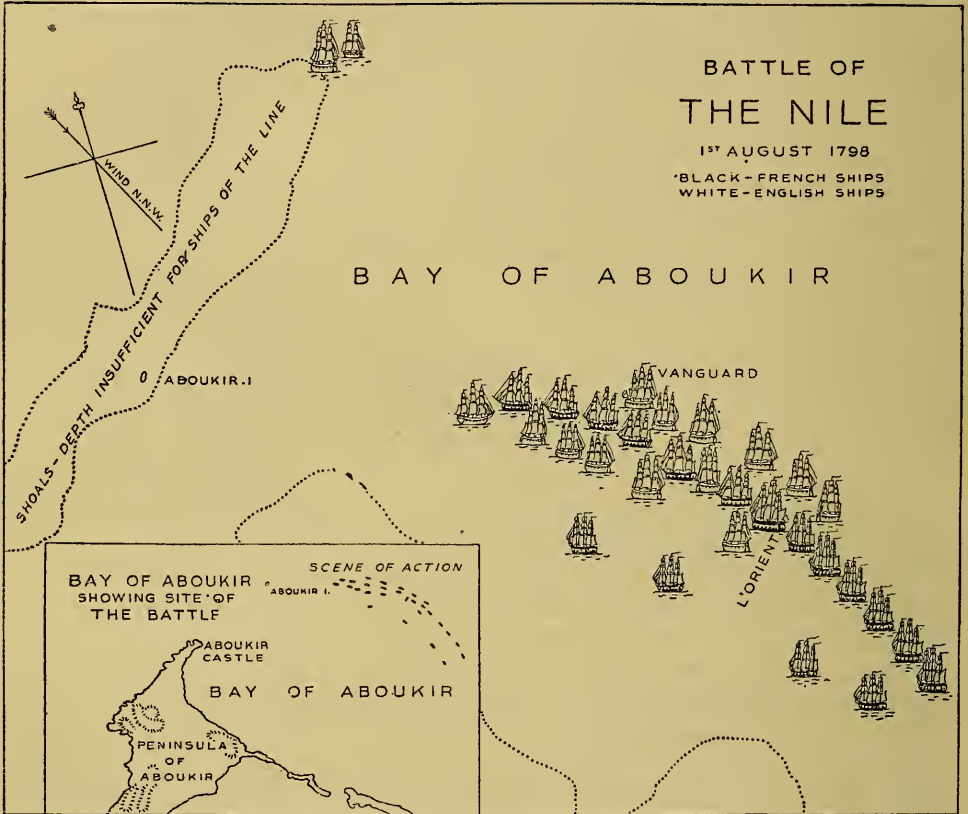 BATTLE OF
THE NILE
1ST AUGUST 1798
BLACK-FRENCH SHIPS
WHITE-ENGLISH SHIPS
WIND N.N.W.
SHOALS-DEPTH INSUFFICIENT FOR SHIPS OF THE LINE
BAY OF ABOUKIR
ABOUKIR.I
VANGUARD
L'ORIENT
BAY OF ABOUKIR
SHOWING SITE OF
THE BATTLE
SCENE OF ACTION
ABOUKIR I.
ABOUKIR
CASTLE
BAY OF ABOUKIR
PENINSULA
OF
ABOUKIR